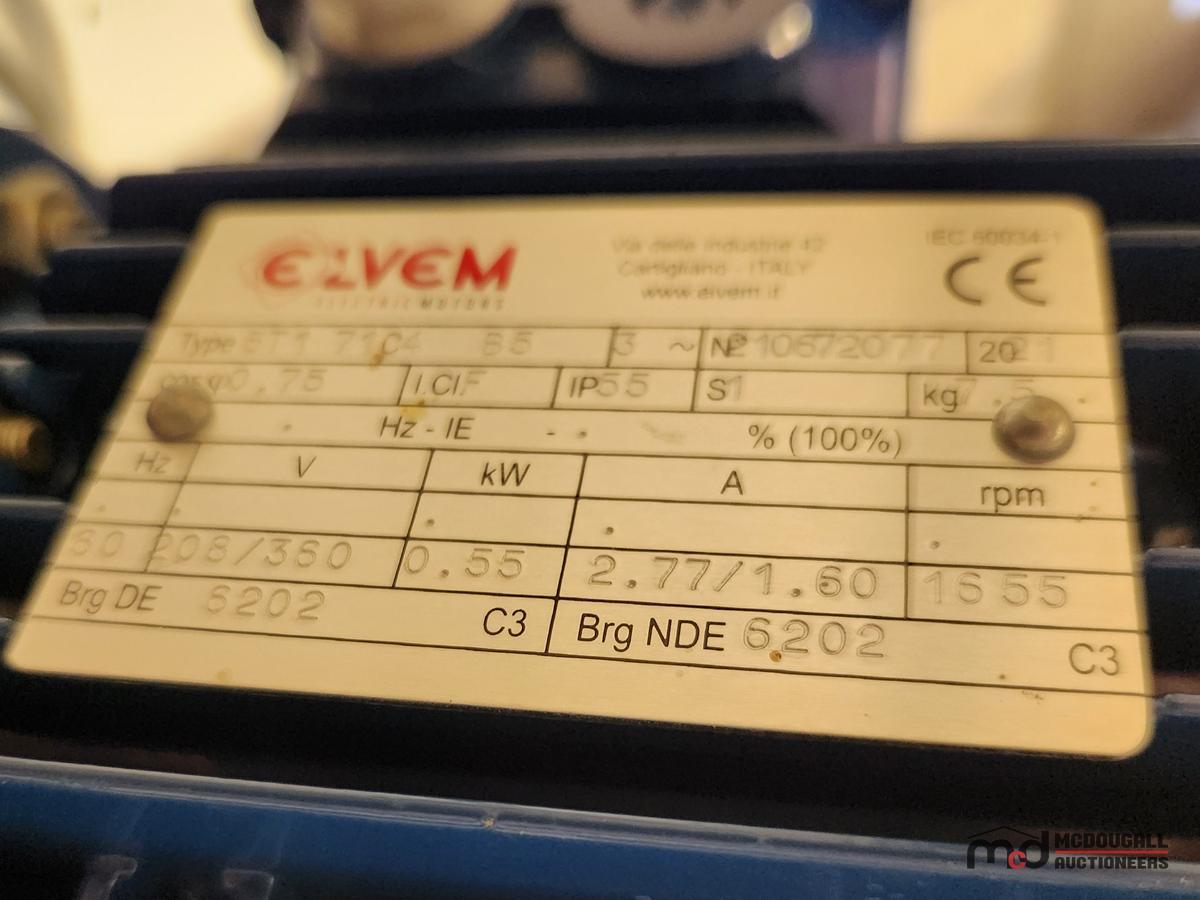 ELVEM
ELECTRIC MOTORS
Via delle Industrie 42
Cartigliano - ITALY
www.elvem.it
IEC 60034-1
CE
Type 6T1 71C4 B5 3 ~ Nº 10672077 2021
cosφ 0.75 I.Cl.F IP55 S1 kg 7.5
Hz - IE - . % (100%)
Hz V kW A rpm
60 208/360 0.55 2.77/1.60 1655
Brg DE 6202 C3 Brg NDE 6202 C3
mcd MCDOUGALL
AUCTIONEERS